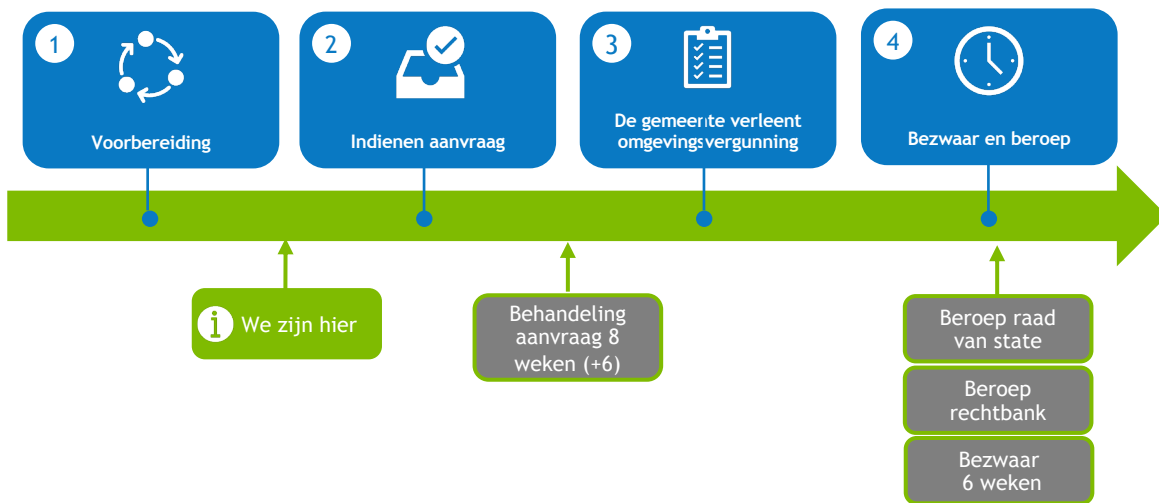 1
Voorbereiding
2
Indienen aanvraag
3
De gemeente verleent
omgevingsvergunning
4
Bezwaar en beroep
We zijn hier
Behandeling
aanvraag 8
weken (+6)
Beroep raad
van state
Beroep
rechtbank
Bezwaar
6 weken